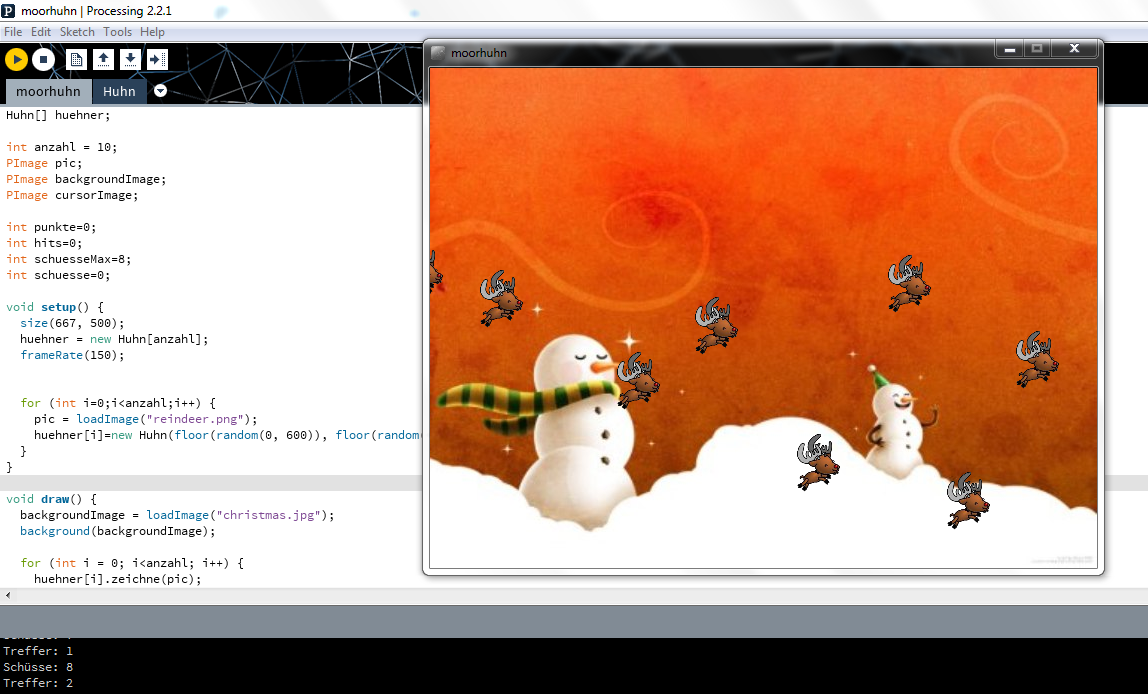 moorhuhn | Processing 2.2.1
File Edit Sketch Tools Help
moorhuhn Huhn
Huhn[] huehner;
int anzahl = 10;
PImage pic;
PImage backgroundImage;
PImage cursorImage;
int punkte=0;
int hits=0;
int schuesseMax=8;
int schuesse=0;
void setup() {
size(667, 500);
huehner = new Huhn[anzahl];
frameRate(150);
for (int i=0;i<anzahl;i++) {
pic = loadImage("reindeer.png");
huehner[i]=new Huhn(floor(random(0, 600)), floor(random(
}
}
void draw() {
backgroundImage = loadImage("christmas.jpg");
background(backgroundImage);
for (int i = 0; i<anzahl; i++) {
huehner[i].zeichne(pic);
moorhuhn
Treffer: 1
Schüsse: 8
Treffer: 2